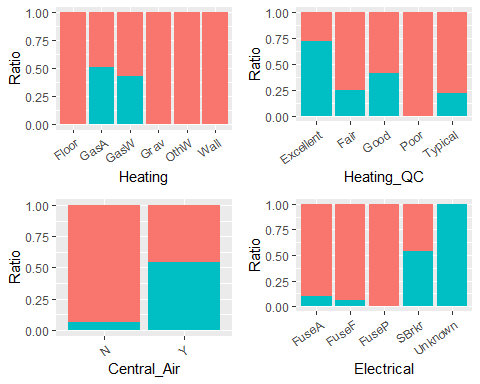 1.00
0.75
0.50
0.25
0.00
Ratio
Floor
GasA
GasW
Grav
OthW
Wall
Heating
1.00
0.75
0.50
0.25
0.00
Ratio
Excellent
Fair
Good
Poor
Typical
Heating_QC
1.00
0.75
0.50
0.25
0.00
Ratio
N
Y
Central_Air
1.00
0.75
0.50
0.25
0.00
Ratio
FuseA
FuseF
FuseP
SBrkr
Unknown
Electrical